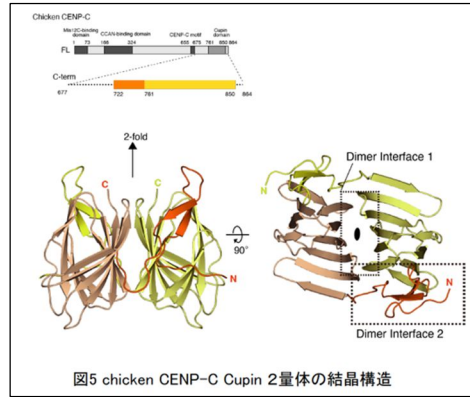 Chicken CENP-C
Mis12C-binding domain
CCAN-binding domain
CENP-C motif
Cupin domain
1 73 166 324 655 675 761 850 864
FL
C-term
677 722 761 850 864
2-fold
C C
N
90°
Dimer Interface 1
N
N
Dimer Interface 2
図5 chicken CENP-C Cupin 2量体の結晶構造